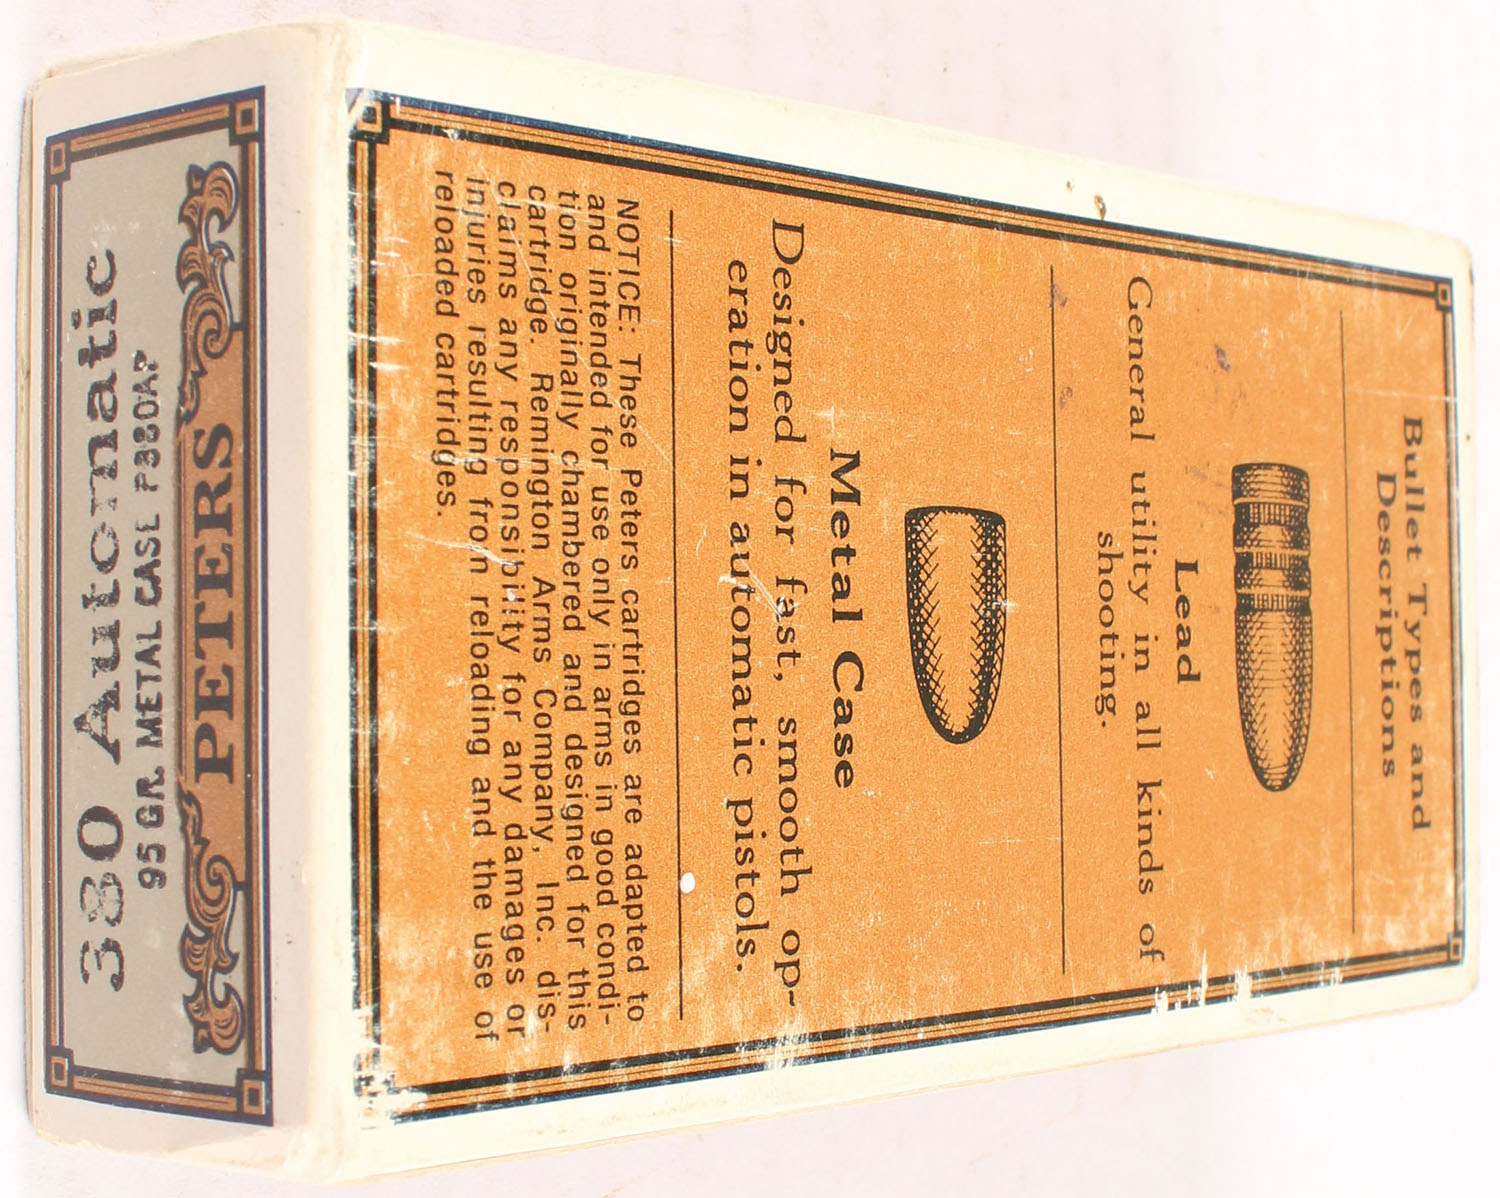 Bullet Types and
Descriptions
Lead
General utility in all kinds of
shooting.
Metal Case
Designed for fast, smooth op-
eration in automatic pistols.
NOTICE: These Peters cartridges are adapted to
and intended for use only in arms in good condi-
tion originally chambered and designed for this
cartridge. Remington Arms Company, Inc. dis-
claims any responsibility for any damages or
injuries resulting from reloading and the use of
reloaded cartridges.
PETERS
95 GR. METAL CASE P380AP
380 Automatic